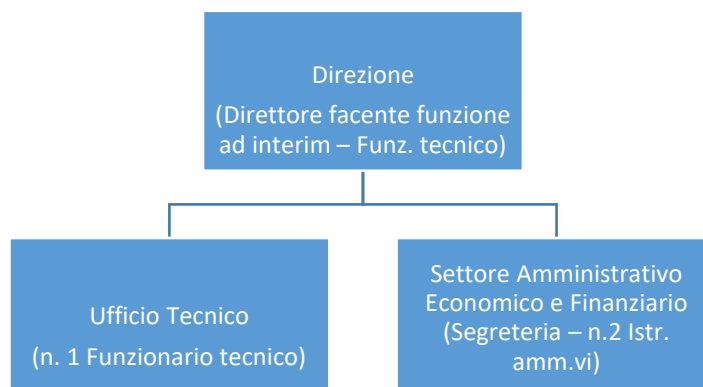 Direzione
(Direttore facente funzione
ad interim – Funz. tecnico)
Ufficio Tecnico
(n. 1 Funzionario tecnico)
Settore Amministrativo
Economico e Finanziario
(Segreteria – n.2 Istr.
amm.vi)